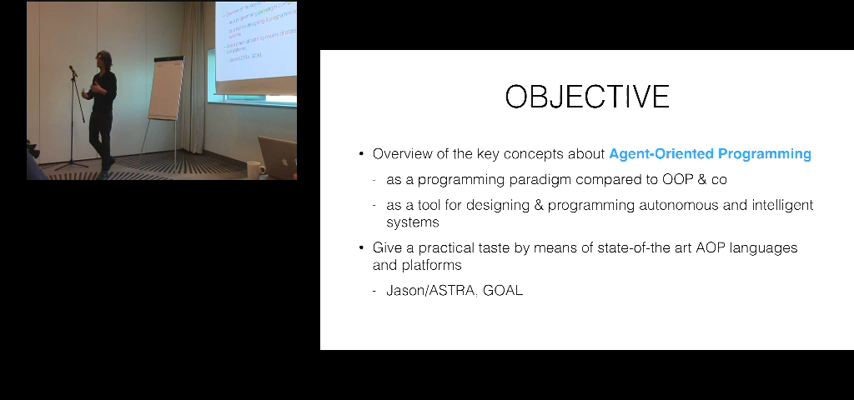 OBJECTIVE
• Overview of the key concepts about Agent-Oriented Programming
- as a programming paradigm compared to OOP & co
- as a tool for designing & programming autonomous and intelligent
systems
• Give a practical taste by means of state-of-the art AOP languages
and platforms
- Jason/ASTRA, GOAL